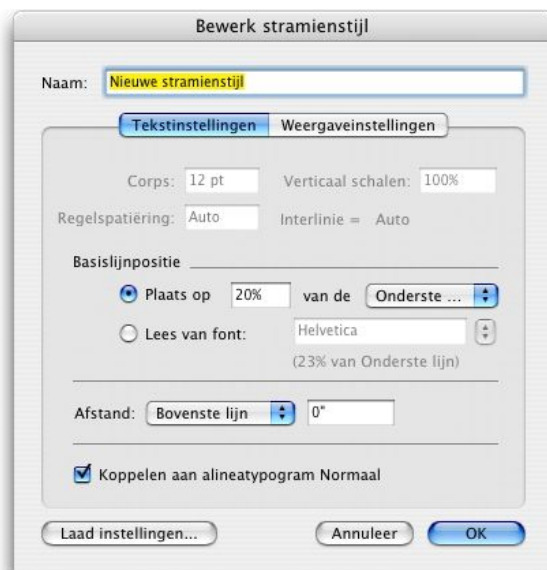 Bewerk stramienstijl
Naam: Nieuwe stramienstijl
Tekstinstellingen Weergaveinstellingen
Corps: 12 pt Verticaal schalen: 100%
Regelspatiëring: Auto Interlinie = Auto
Basislijnpositie
Plaats op 20% van de Onderste ...
Lees van font: Helvetica
(23% van Onderste lijn)
Afstand: Bovenste lijn 0"
Koppelen aan alineatypogram Normaal
Laad instellingen... Annuleer OK